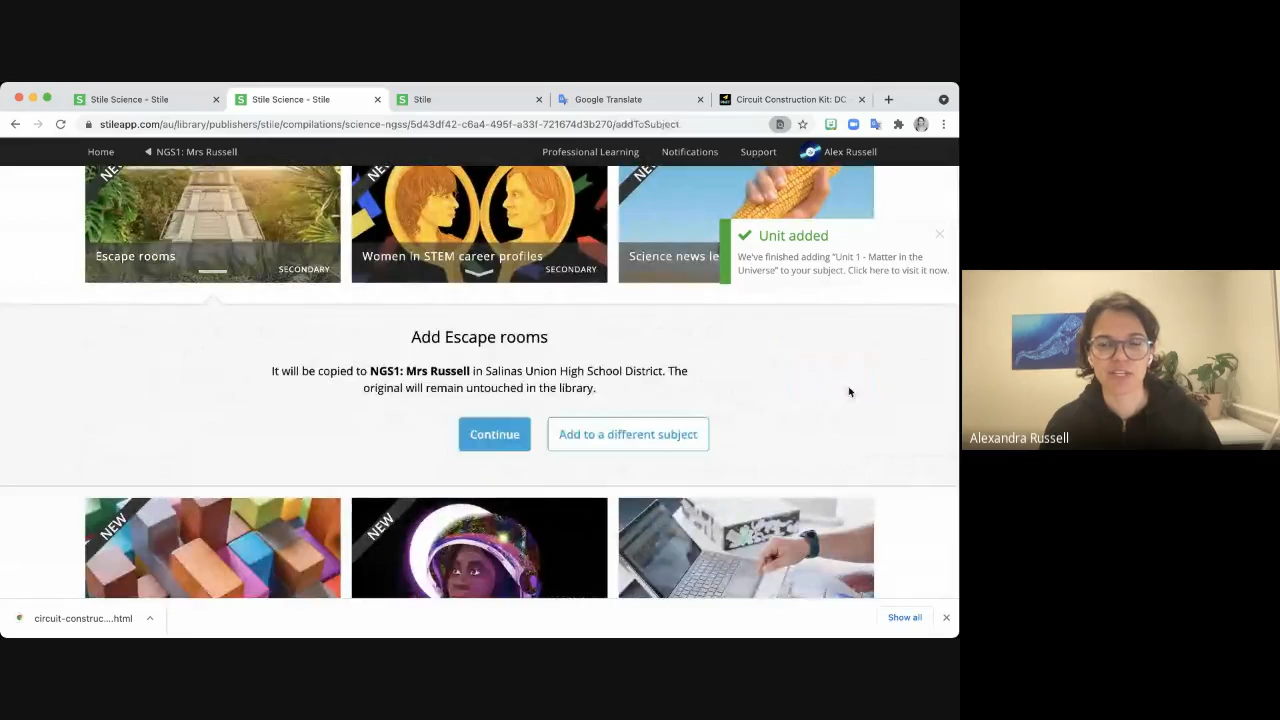 Stile Science - Stile
Stile Science - Stile
Stile
Google Translate
Circuit Construction Kit: DC
stileapp.com/au/library/publishers/stile/compilations/science-ngss/5d43df42-c6a4-495f-a33f-721674d3b270/addToSubject
Home
NGS1: Mrs Russell
Professional Learning
Notifications
Support
Alex Russell
NEW
Escape rooms
SECONDARY
Women in STEM career profiles
SECONDARY
Science news le
Unit added
We've finished adding "Unit 1 - Matter in the
Universe" to your subject. Click here to visit it now.
Add Escape rooms
It will be copied to NGS1: Mrs Russell in Salinas Union High School District. The
original will remain untouched in the library.
Continue
Add to a different subject
NEW
NEW
circuit-construc....html
Show all
Alexandra Russell